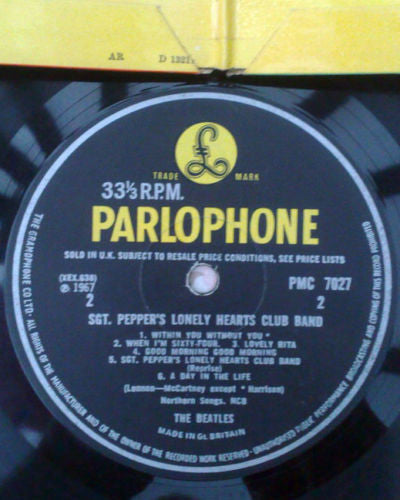 AR D 1321
£
TRADE MARK
33⅓ R.P.M.
PARLOPHONE
SOLD IN U.K. SUBJECT TO RESALE PRICE CONDITIONS, SEE PRICE LISTS
(XEX.638)
℗ 1967
2
PMC 7027
2
SGT. PEPPER'S LONELY HEARTS CLUB BAND
1. WITHIN YOU WITHOUT YOU *
2. WHEN I'M SIXTY-FOUR. 3. LOVELY RITA
4. GOOD MORNING GOOD MORNING
5. SGT. PEPPER'S LONELY HEARTS CLUB BAND
(Reprise)
6. A DAY IN THE LIFE
(Lennon—McCartney except * Harrison)
Northern Songs, NCB
THE BEATLES
MADE IN Gt. BRITAIN
THE GRAMOPHONE CO LTD · ALL RIGHTS OF THE MANUFACTURER AND OF THE OWNER OF THE RECORDED WORK RESERVED · UNAUTHORISED PUBLIC PERFORMANCE, BROADCASTING AND COPYING OF THIS RECORD PROHIBITED